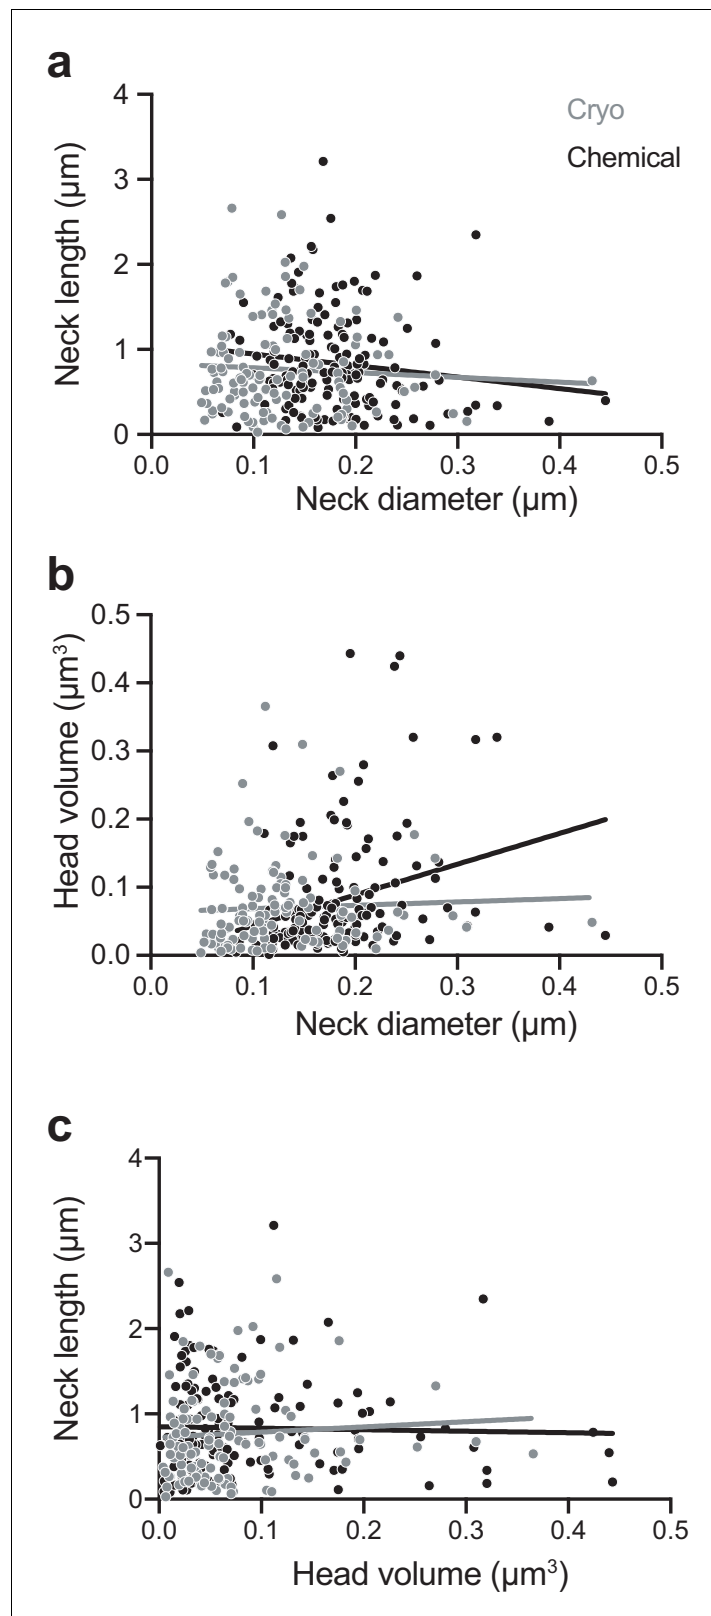 a
4
3
2
1
0
Neck length (µm)
Cryo
Chemical
0.0 0.1 0.2 0.3 0.4 0.5
Neck diameter (µm)
b
0.5
0.4
0.3
0.2
0.1
0.0
Head volume (µm³)
0.0 0.1 0.2 0.3 0.4 0.5
Neck diameter (µm)
c
4
3
2
1
0
Neck length (µm)
0.0 0.1 0.2 0.3 0.4 0.5
Head volume (µm³)